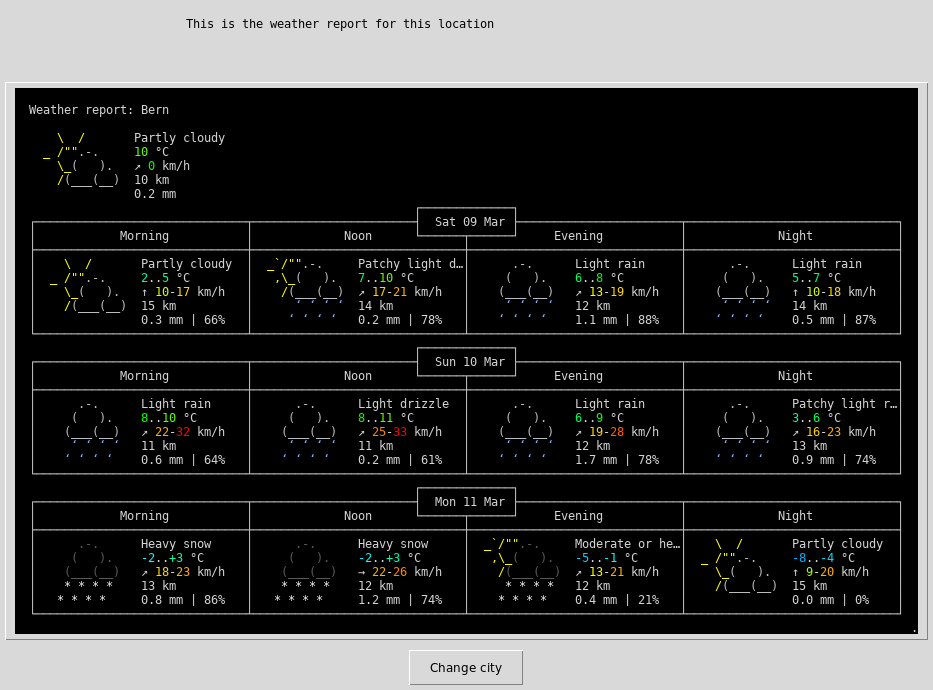 This is the weather report for this location
Weather report: Bern
Partly cloudy
10 °C
↗ 0 km/h
10 km
0.2 mm
Sat 09 Mar
Morning Noon Evening Night
Partly cloudy Patchy light d… Light rain Light rain
2..5 °C 7..10 °C 6..8 °C 5..7 °C
↑ 10-17 km/h ↗ 17-21 km/h ↗ 13-19 km/h ↑ 10-18 km/h
15 km 14 km 12 km 14 km
0.3 mm | 66% 0.2 mm | 78% 1.1 mm | 88% 0.5 mm | 87%
Sun 10 Mar
Morning Noon Evening Night
Light rain Light drizzle Light rain Patchy light r…
8..10 °C 8..11 °C 6..9 °C 3..6 °C
↗ 22-32 km/h ↗ 25-33 km/h ↗ 19-28 km/h ↗ 16-23 km/h
11 km 11 km 12 km 13 km
0.6 mm | 64% 0.2 mm | 61% 1.7 mm | 78% 0.9 mm | 74%
Mon 11 Mar
Morning Noon Evening Night
Heavy snow Heavy snow Moderate or he… Partly cloudy
-2..+3 °C -2..+3 °C -5..-1 °C -8..-4 °C
↗ 18-23 km/h → 22-26 km/h ↗ 13-21 km/h ↑ 9-20 km/h
13 km 12 km 12 km 15 km
0.8 mm | 86% 1.2 mm | 74% 0.4 mm | 21% 0.0 mm | 0%
Change city